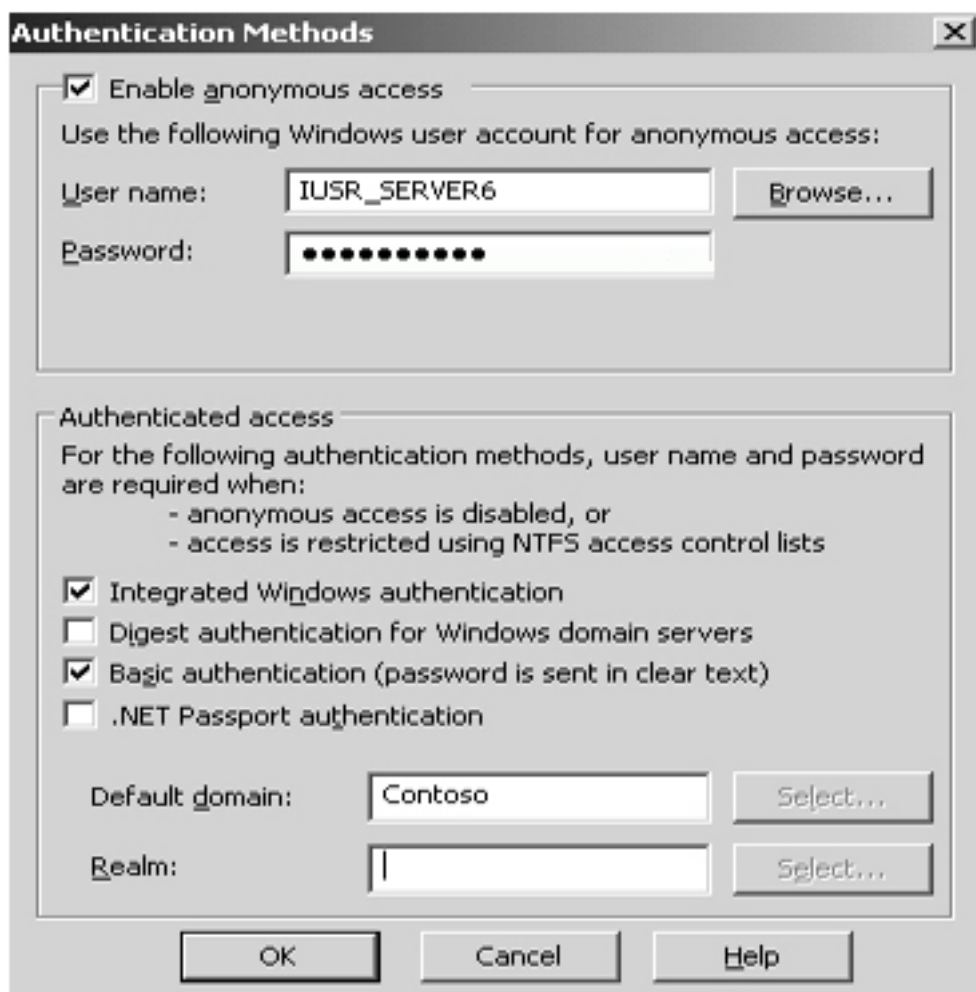 Authentication Methods
Enable anonymous access
Use the following Windows user account for anonymous access:
User name:
IUSR_SERVER6
Browse...
Password:
●●●●●●●●●●
Authenticated access
For the following authentication methods, user name and password
are required when:
- anonymous access is disabled, or
- access is restricted using NTFS access control lists
Integrated Windows authentication
Digest authentication for Windows domain servers
Basic authentication (password is sent in clear text)
.NET Passport authentication
Default domain:
Contoso
Select...
Realm:
Select...
OK
Cancel
Help